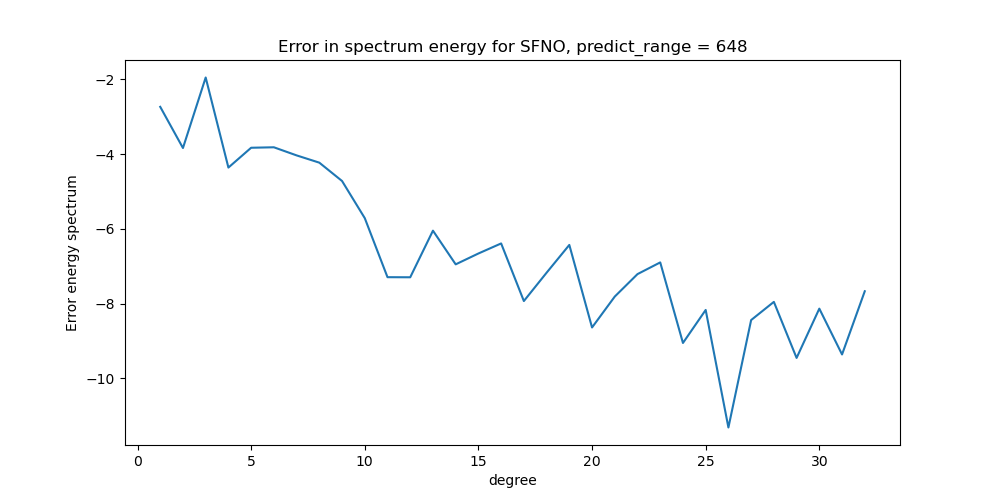 Error in spectrum energy for SFNO, predict_range = 648
Error energy spectrum
−2
−4
−6
−8
−10
0 5 10 15 20 25 30
degree